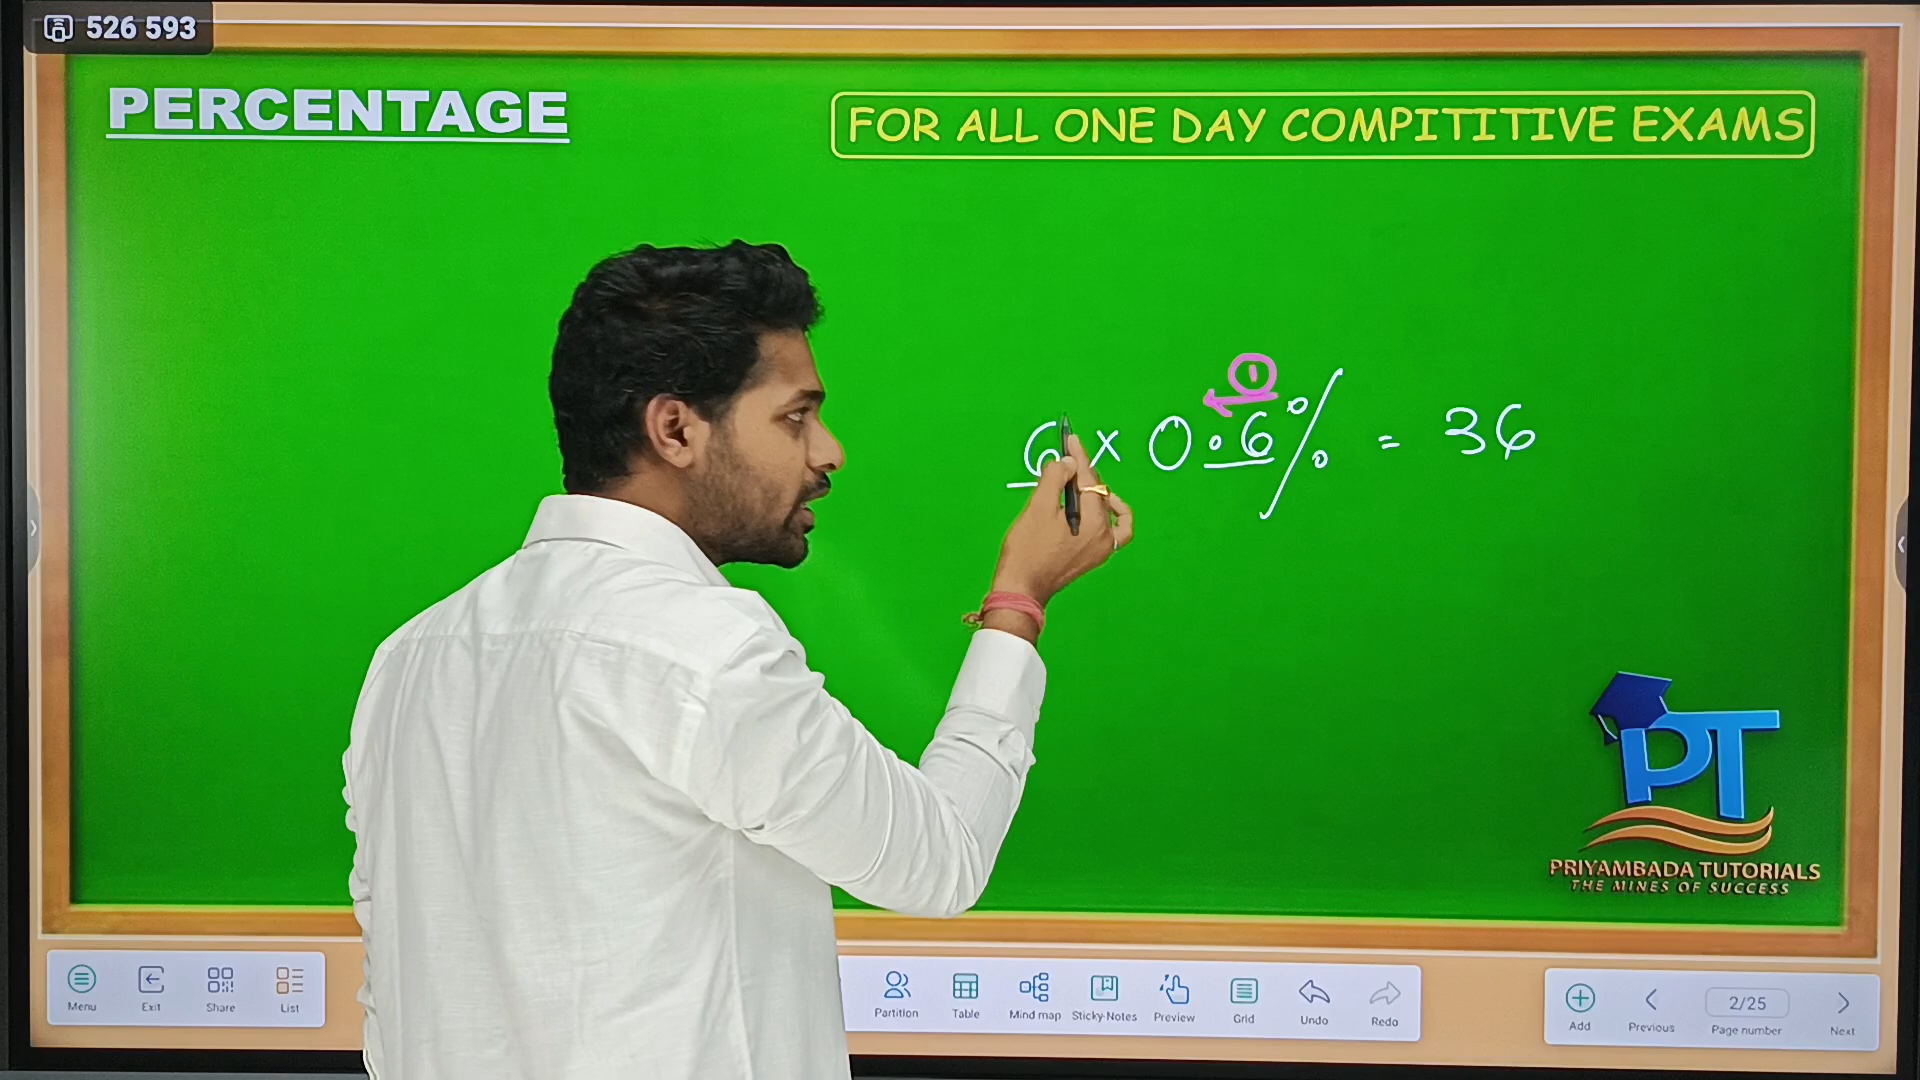 526 593
PERCENTAGE
FOR ALL ONE DAY COMPITITIVE EXAMS
1
6 × 0.6% = 36
PT
PRIYAMBADA TUTORIALS
THE MINES OF SUCCESS
Menu Exit Share List
Partition Table Mind map Sticky-Notes Preview Grid Undo Redo
Add Previous 2/25 Page number Next